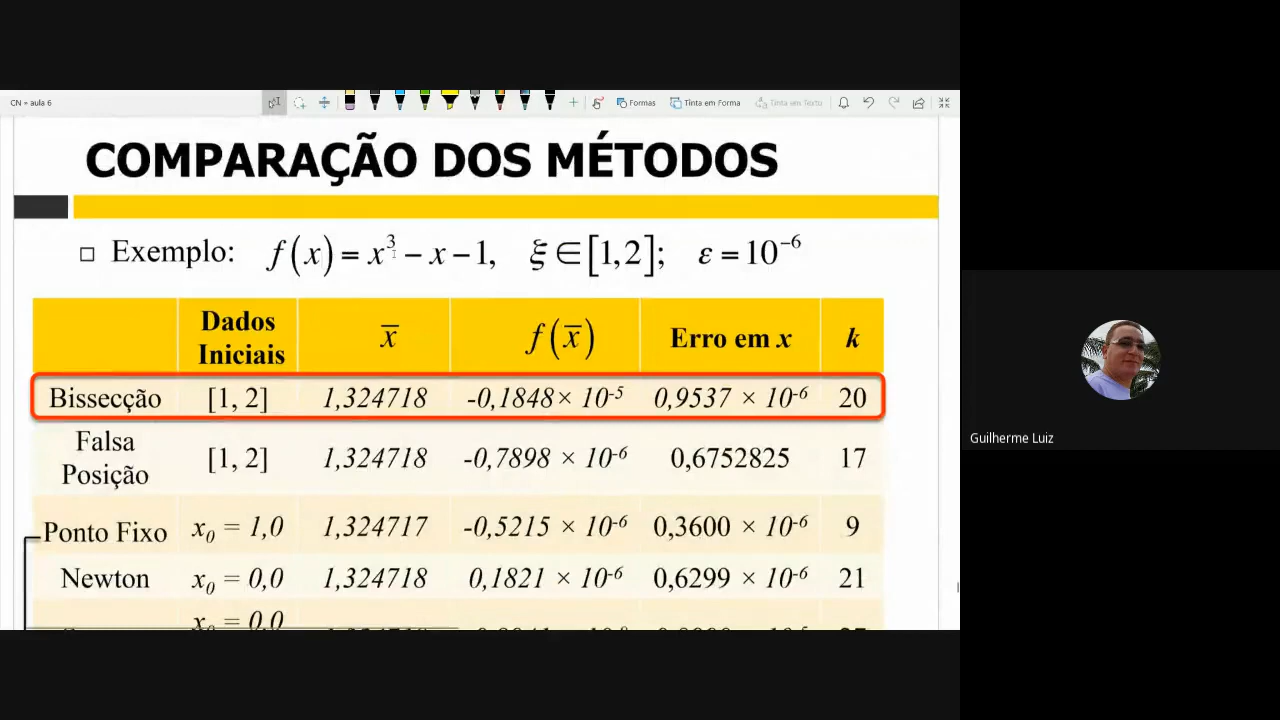 CN - aula 6
Formas
Tinta em Forma
Tinta em Texto
COMPARAÇÃO DOS MÉTODOS
Exemplo: f(x) = x³ − x − 1, ξ ∈ [1, 2]; ε = 10⁻⁶
Dados Iniciais x̄ f(x̄) Erro em x k
Bissecção [1, 2] 1,324718 -0,1848 × 10⁻⁵ 0,9537 × 10⁻⁶ 20
Falsa Posição [1, 2] 1,324718 -0,7898 × 10⁻⁶ 0,6752825 17
Ponto Fixo x₀ = 1,0 1,324717 -0,5215 × 10⁻⁶ 0,3600 × 10⁻⁶ 9
Newton x₀ = 0,0 1,324718 0,1821 × 10⁻⁶ 0,6299 × 10⁻⁶ 21
x₀ = 0,0
Guilherme Luiz